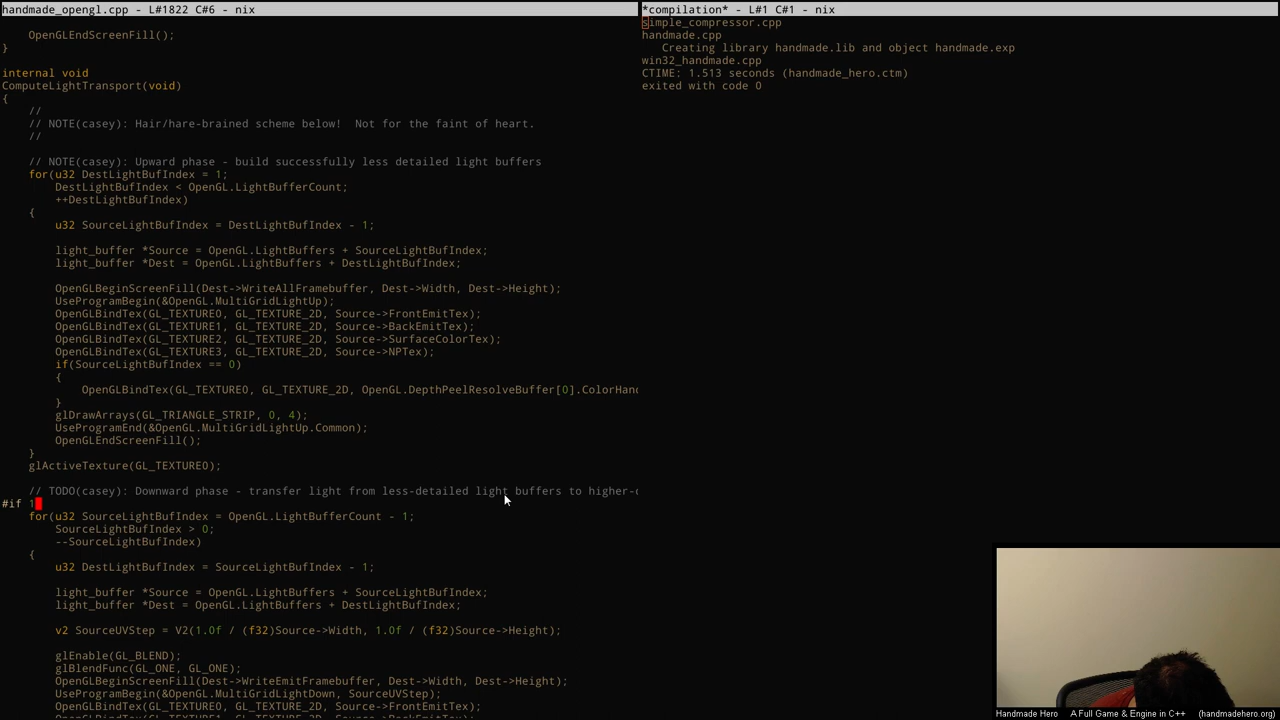 handmade_opengl.cpp - L#1822 C#6 - nix
    OpenGLEndScreenFill();
}
internal void
ComputeLightTransport(void)
{
    //
    // NOTE(casey): Hair/hare-brained scheme below!  Not for the faint of heart.
    //
    // NOTE(casey): Upward phase - build successfully less detailed light buffers
    for(u32 DestLightBufIndex = 1;
        DestLightBufIndex < OpenGL.LightBufferCount;
        ++DestLightBufIndex)
    {
        u32 SourceLightBufIndex = DestLightBufIndex - 1;
        light_buffer *Source = OpenGL.LightBuffers + SourceLightBufIndex;
        light_buffer *Dest = OpenGL.LightBuffers + DestLightBufIndex;
        OpenGLBeginScreenFill(Dest->WriteAllFramebuffer, Dest->Width, Dest->Height);
        UseProgramBegin(&OpenGL.MultiGridLightUp);
        OpenGLBindTex(GL_TEXTURE0, GL_TEXTURE_2D, Source->FrontEmitTex);
        OpenGLBindTex(GL_TEXTURE1, GL_TEXTURE_2D, Source->BackEmitTex);
        OpenGLBindTex(GL_TEXTURE2, GL_TEXTURE_2D, Source->SurfaceColorTex);
        OpenGLBindTex(GL_TEXTURE3, GL_TEXTURE_2D, Source->NPTex);
        if(SourceLightBufIndex == 0)
        {
            OpenGLBindTex(GL_TEXTURE0, GL_TEXTURE_2D, OpenGL.DepthPeelResolveBuffer[0].ColorHand
        }
        glDrawArrays(GL_TRIANGLE_STRIP, 0, 4);
        UseProgramEnd(&OpenGL.MultiGridLightUp.Common);
        OpenGLEndScreenFill();
    }
    glActiveTexture(GL_TEXTURE0);
    // TODO(casey): Downward phase - transfer light from less-detailed light buffers to higher-d
#if 1
    for(u32 SourceLightBufIndex = OpenGL.LightBufferCount - 1;
        SourceLightBufIndex > 0;
        --SourceLightBufIndex)
    {
        u32 DestLightBufIndex = SourceLightBufIndex - 1;
        light_buffer *Source = OpenGL.LightBuffers + SourceLightBufIndex;
        light_buffer *Dest = OpenGL.LightBuffers + DestLightBufIndex;
        v2 SourceUVStep = V2(1.0f / (f32)Source->Width, 1.0f / (f32)Source->Height);
        glEnable(GL_BLEND);
        glBlendFunc(GL_ONE, GL_ONE);
        OpenGLBeginScreenFill(Dest->WriteEmitFramebuffer, Dest->Width, Dest->Height);
        UseProgramBegin(&OpenGL.MultiGridLightDown, SourceUVStep);
        OpenGLBindTex(GL_TEXTURE0, GL_TEXTURE_2D, Source->FrontEmitTex);
        OpenGLBindTex(GL_TEXTURE1, GL_TEXTURE_2D, Source->BackEmitTex);
*compilation* - L#1 C#1 - nix
simple_compressor.cpp
handmade.cpp
   Creating library handmade.lib and object handmade.exp
win32_handmade.cpp
CTIME: 1.513 seconds (handmade_hero.ctm)
exited with code 0
Handmade Hero    A Full Game & Engine in C++    (handmadehero.org)